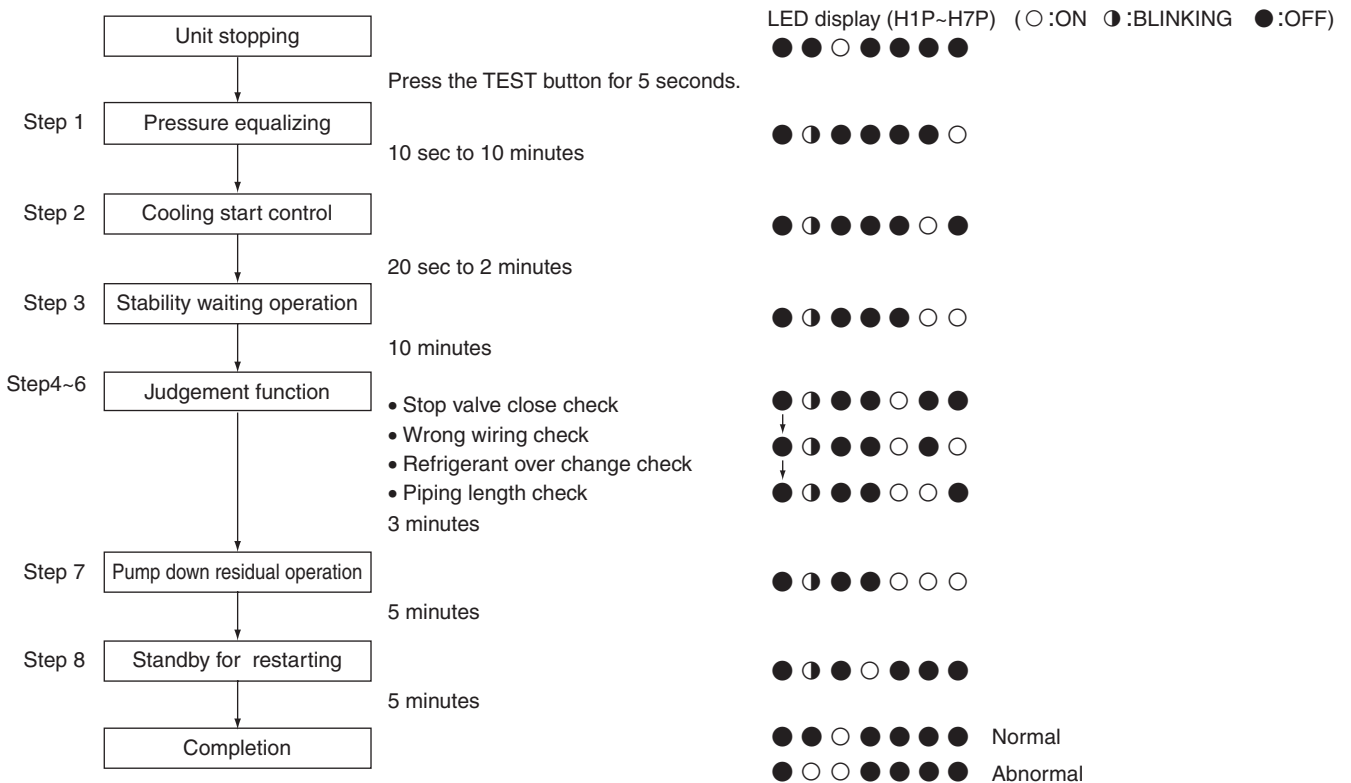 LED display (H1P~H7P) (○:ON ◑:BLINKING ●:OFF)
Unit stopping ●●○●●●●
Press the TEST button for 5 seconds.
Step 1 Pressure equalizing ●◑●●●●○
10 sec to 10 minutes
Step 2 Cooling start control ●◑●●●○●
20 sec to 2 minutes
Step 3 Stability waiting operation ●◑●●●○○
10 minutes
Step4~6 Judgement function
• Stop valve close check ●◑●●○●●
• Wrong wiring check ●◑●●○●○
• Refrigerant over change check
• Piping length check ●◑●●○○●
3 minutes
Step 7 Pump down residual operation ●◑●●○○○
5 minutes
Step 8 Standby for restarting ●◑●○●●●
5 minutes
Completion ●●○●●●● Normal
●○○●●●● Abnormal